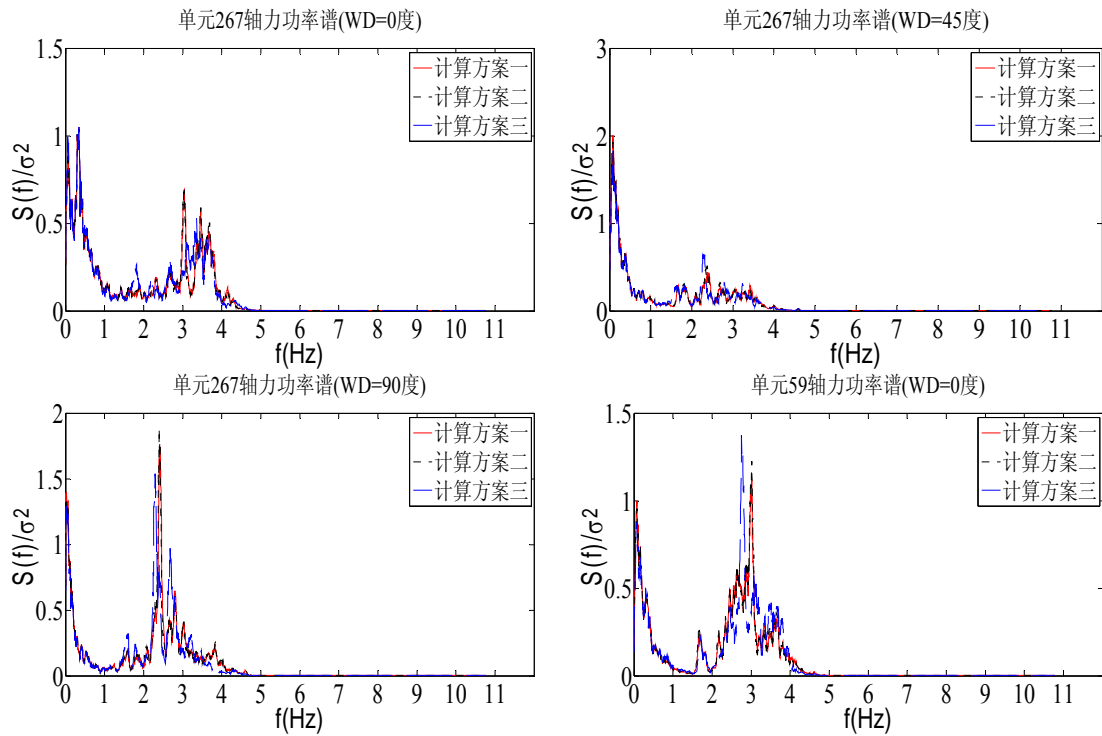 单元267轴力功率谱(WD=0度)
1.5
1
0.5
0
S(f)/σ²
计算方案一
计算方案二
计算方案三
0 1 2 3 4 5 6 7 8 9 10 11
f(Hz)
单元267轴力功率谱(WD=45度)
3
2
1
0
S(f)/σ²
计算方案一
计算方案二
计算方案三
0 1 2 3 4 5 6 7 8 9 10 11
f(Hz)
单元267轴力功率谱(WD=90度)
2
1.5
1
0.5
0
S(f)/σ²
计算方案一
计算方案二
计算方案三
0 1 2 3 4 5 6 7 8 9 10 11
f(Hz)
单元59轴力功率谱(WD=0度)
1.5
1
0.5
0
S(f)/σ²
计算方案一
计算方案二
计算方案三
0 1 2 3 4 5 6 7 8 9 10 11
f(Hz)